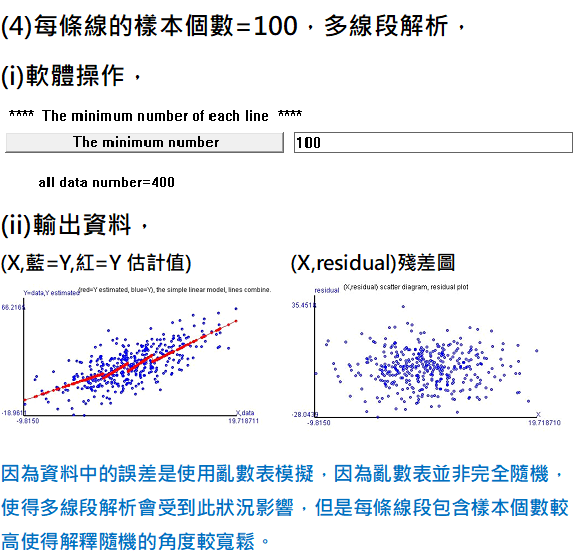 (4)每條線的樣本個數=100，多線段解析，
(i)軟體操作，
**** The minimum number of each line ****
The minimum number 100
all data number=400
(ii)輸出資料，
(X,藍=Y,紅=Y 估計值) (X,residual)殘差圖
Y=data,Y estimated (red=Y estimated, blue=Y), the simple linear model, lines combine.
66.2165
-18.961
X,data
-9.8150 19.718711
residual (X,residual) scatter diagram, residual plot
35.4514
-28.0439
X
-9.8150 19.718710
因為資料中的誤差是使用亂數表模擬，因為亂數表並非完全隨機，
使得多線段解析會受到此狀況影響，但是每條線段包含樣本個數較
高使得解釋隨機的角度較寬鬆。